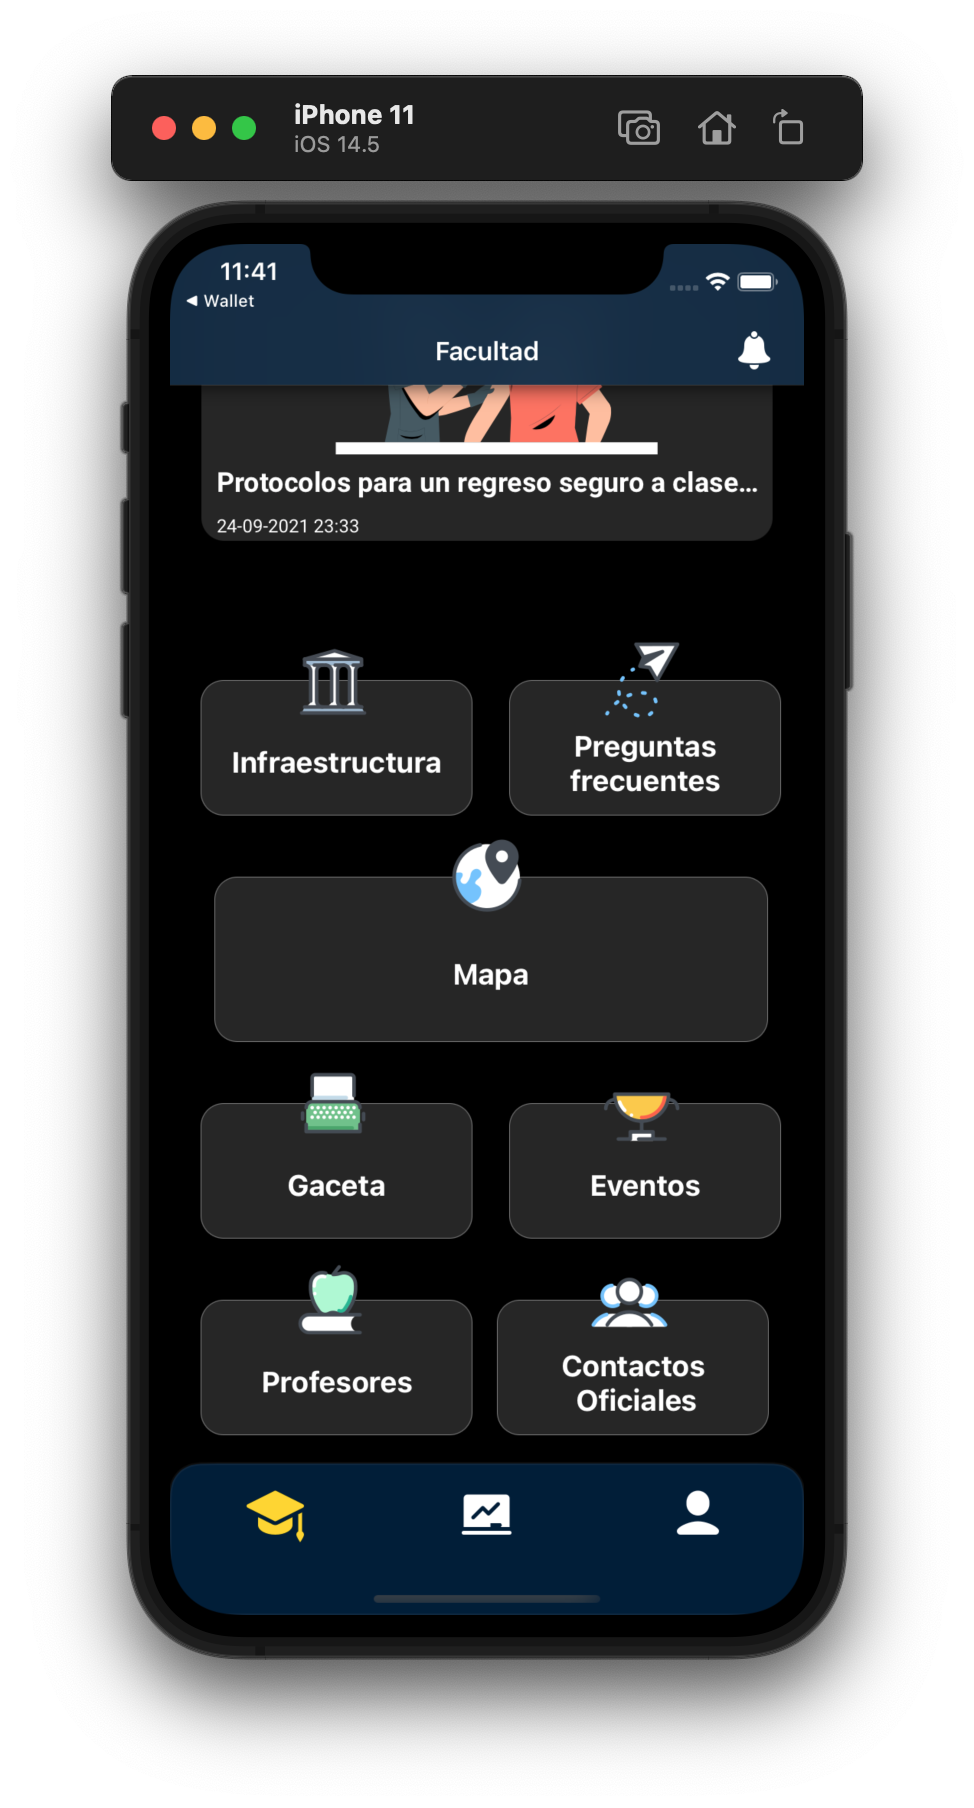 iPhone 11
iOS 14.5
11:41
◀ Wallet
Facultad
Protocolos para un regreso seguro a clase...
24-09-2021 23:33
Infraestructura
Preguntas
frecuentes
Mapa
Gaceta
Eventos
Profesores
Contactos
Oficiales